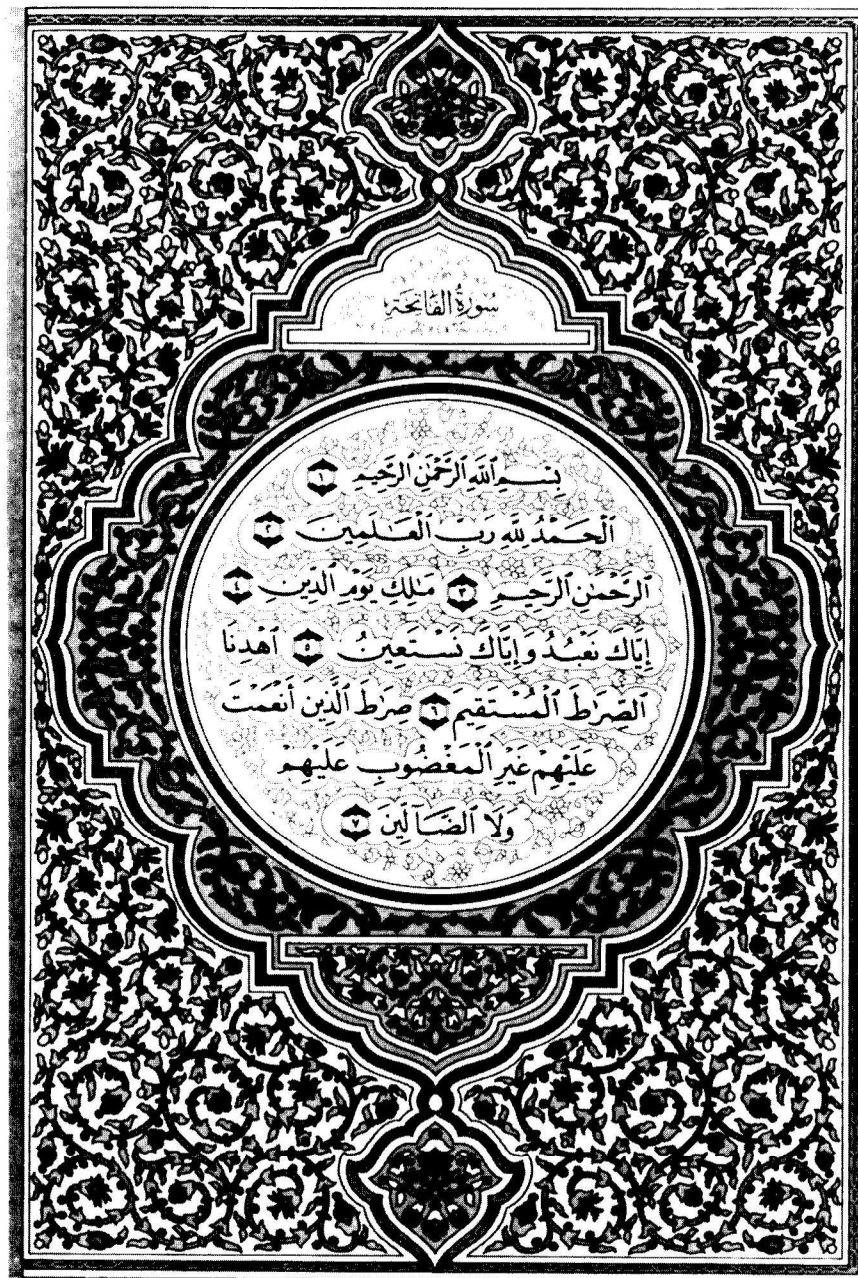 سُورَةُ الفَاتِحَةِ
بِسْمِ ٱللَّهِ ٱلرَّحْمَٰنِ ٱلرَّحِيمِ ١
ٱلْحَمْدُ لِلَّهِ رَبِّ ٱلْعَٰلَمِينَ ٢
ٱلرَّحْمَٰنِ ٱلرَّحِيمِ ٣ مَٰلِكِ يَوْمِ ٱلدِّينِ ٤
إِيَّاكَ نَعْبُدُ وَإِيَّاكَ نَسْتَعِينُ ٥ ٱهْدِنَا
ٱلصِّرَٰطَ ٱلْمُسْتَقِيمَ ٦ صِرَٰطَ ٱلَّذِينَ أَنْعَمْتَ
عَلَيْهِمْ غَيْرِ ٱلْمَغْضُوبِ عَلَيْهِمْ
وَلَا ٱلضَّآلِّينَ ٧